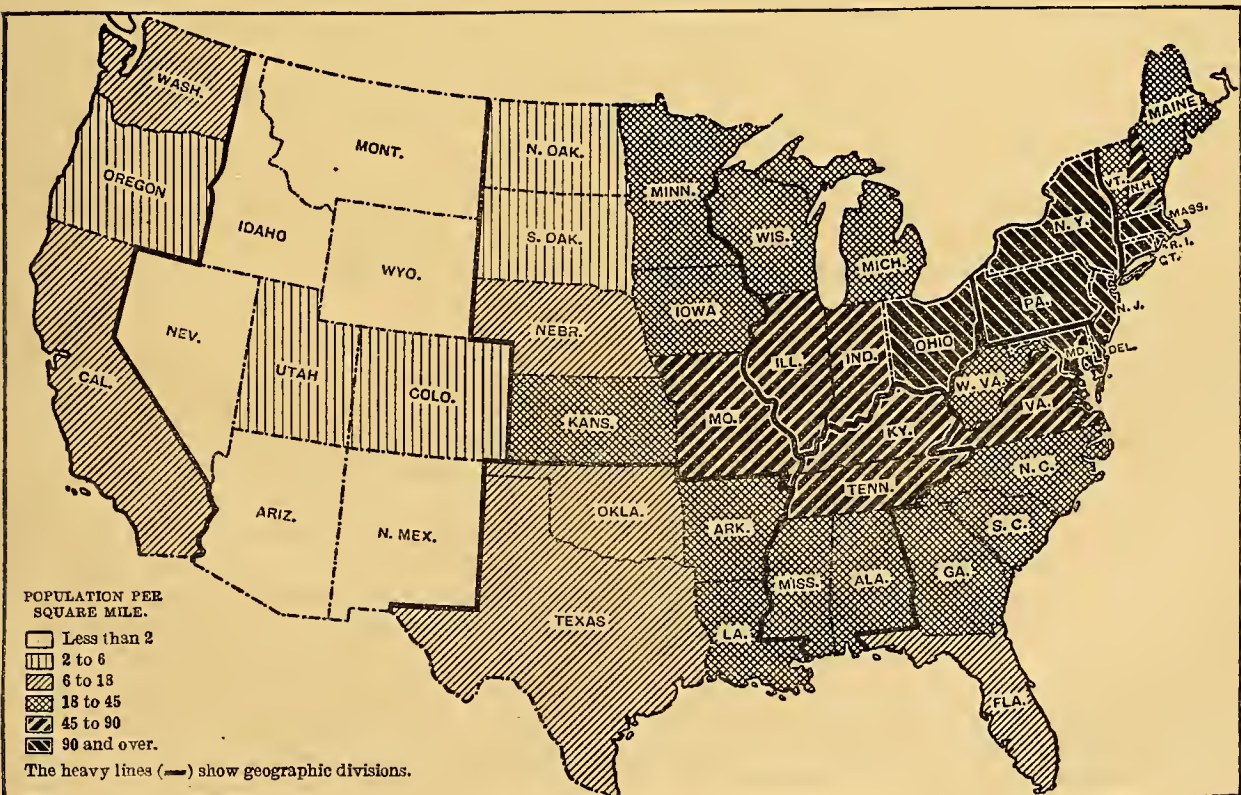 WASH.
MONT.
N. DAK.
MINN.
MAINE
OREGON
IDAHO
S. DAK.
WIS.
MICH.
VT.
N.H.
N.Y.
MASS.
R.I.
CT.
WYO.
NEBR.
IOWA
PA.
N.J.
NEV.
UTAH
COLO.
ILL.
IND.
OHIO
MD.
DEL.
CAL.
KANS.
MO.
W. VA.
VA.
KY.
ARIZ.
N. MEX.
OKLA.
ARK.
TENN.
N.C.
S.C.
TEXAS
LA.
MISS.
ALA.
GA.
FLA.
POPULATION PER
SQUARE MILE.
Less than 2
2 to 6
6 to 18
18 to 45
45 to 90
90 and over.
The heavy lines (▬) show geographic divisions.